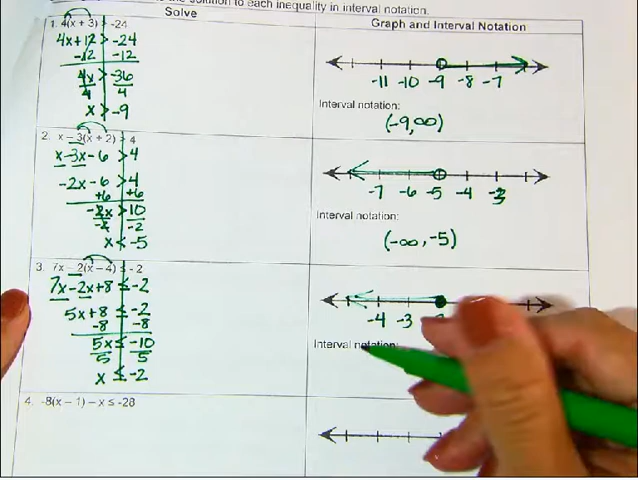 the solution to each inequality in interval notation.
Solve
Graph and Interval Notation
1. 4(x + 3) > -24
4x+12 > -24
-12 -12
4x > -36
4 4
x > -9
-11 -10 -9 -8 -7
Interval notation:
(-9,∞)
2. x – 3(x + 2) > 4
x-3x-6 > 4
-2x-6 > 4
+6 +6
-2x > 10
-2 -2
x < -5
-7 -6 -5 -4 -3
Interval notation:
(-∞,-5)
3. 7x – 2(x – 4) ≤ -2
7x-2x+8 ≤ -2
5x+8 ≤ -2
-8 -8
5x ≤ -10
5 5
x ≤ -2
-4 -3
Interval notation:
4. -8(x – 1) – x ≤ -28